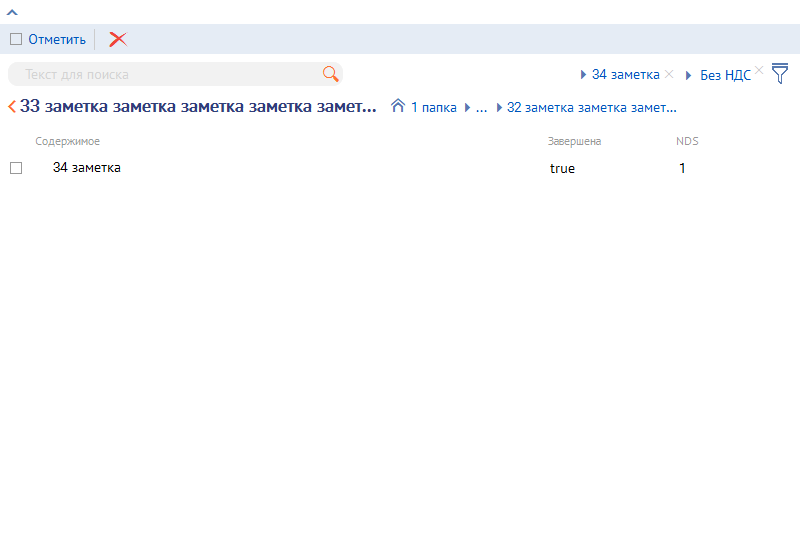 Отметить
Текст для поиска 34 заметка Без НДС
33 заметка заметка заметка заметка замет... 1 папка ... 32 заметка заметка замет...
Содержимое Завершена NDS
34 заметка true 1